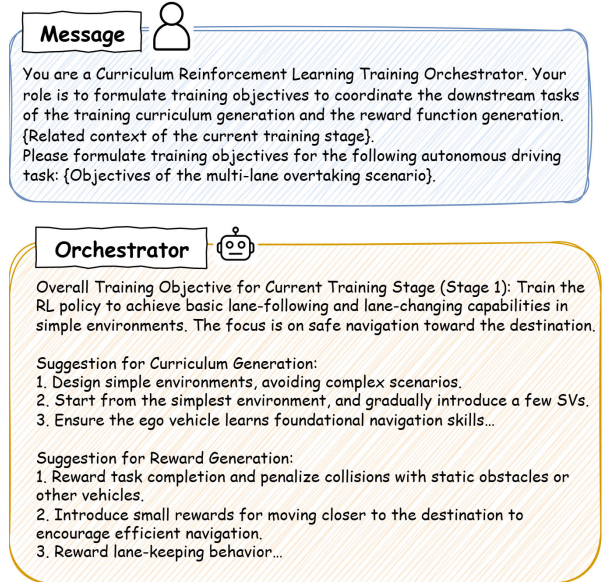 Message
You are a Curriculum Reinforcement Learning Training Orchestrator. Your
role is to formulate training objectives to coordinate the downstream tasks
of the training curriculum generation and the reward function generation.
{Related context of the current training stage}.
Please formulate training objectives for the following autonomous driving
task: {Objectives of the multi-lane overtaking scenario}.
Orchestrator
Overall Training Objective for Current Training Stage (Stage 1): Train the
RL policy to achieve basic lane-following and lane-changing capabilities in
simple environments. The focus is on safe navigation toward the destination.
Suggestion for Curriculum Generation:
1. Design simple environments, avoiding complex scenarios.
2. Start from the simplest environment, and gradually introduce a few SVs.
3. Ensure the ego vehicle learns foundational navigation skills...
Suggestion for Reward Generation:
1. Reward task completion and penalize collisions with static obstacles or
other vehicles.
2. Introduce small rewards for moving closer to the destination to
encourage efficient navigation.
3. Reward lane-keeping behavior...